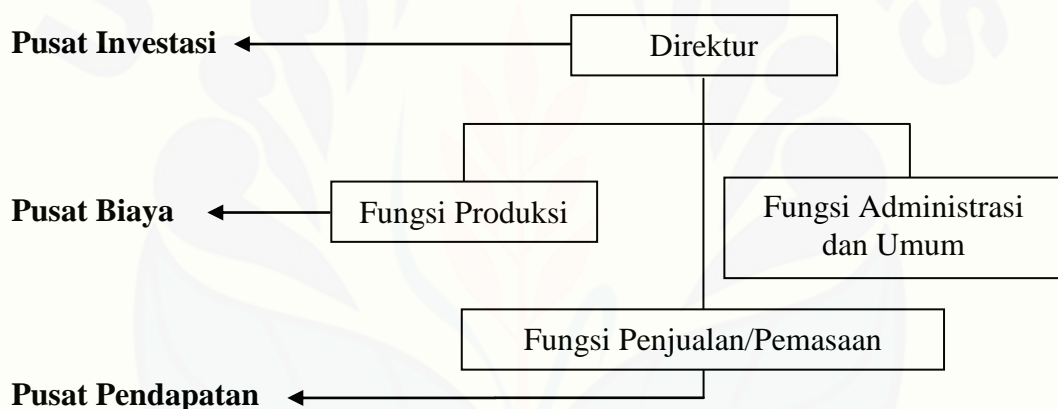 Pusat Investasi
Direktur
Pusat Biaya
Fungsi Produksi
Fungsi Administrasi
dan Umum
Fungsi Penjualan/Pemasaan
Pusat Pendapatan